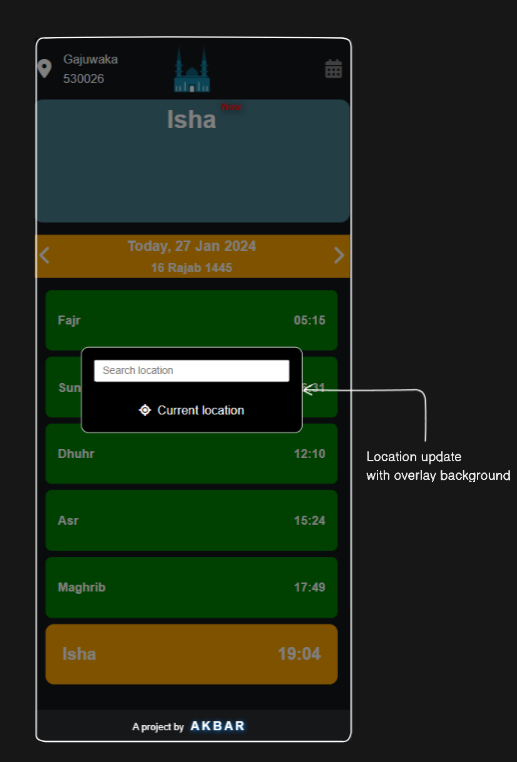 Gajuwaka
530026
Isha
Now
Today, 27 Jan 2024
16 Rajab 1445
Fajr 05:15
Search location
Sun 6:31
Current location
Dhuhr 12:10
Location update
with overlay background
Asr 15:24
Maghrib 17:49
Isha 19:04
A project by AKBAR